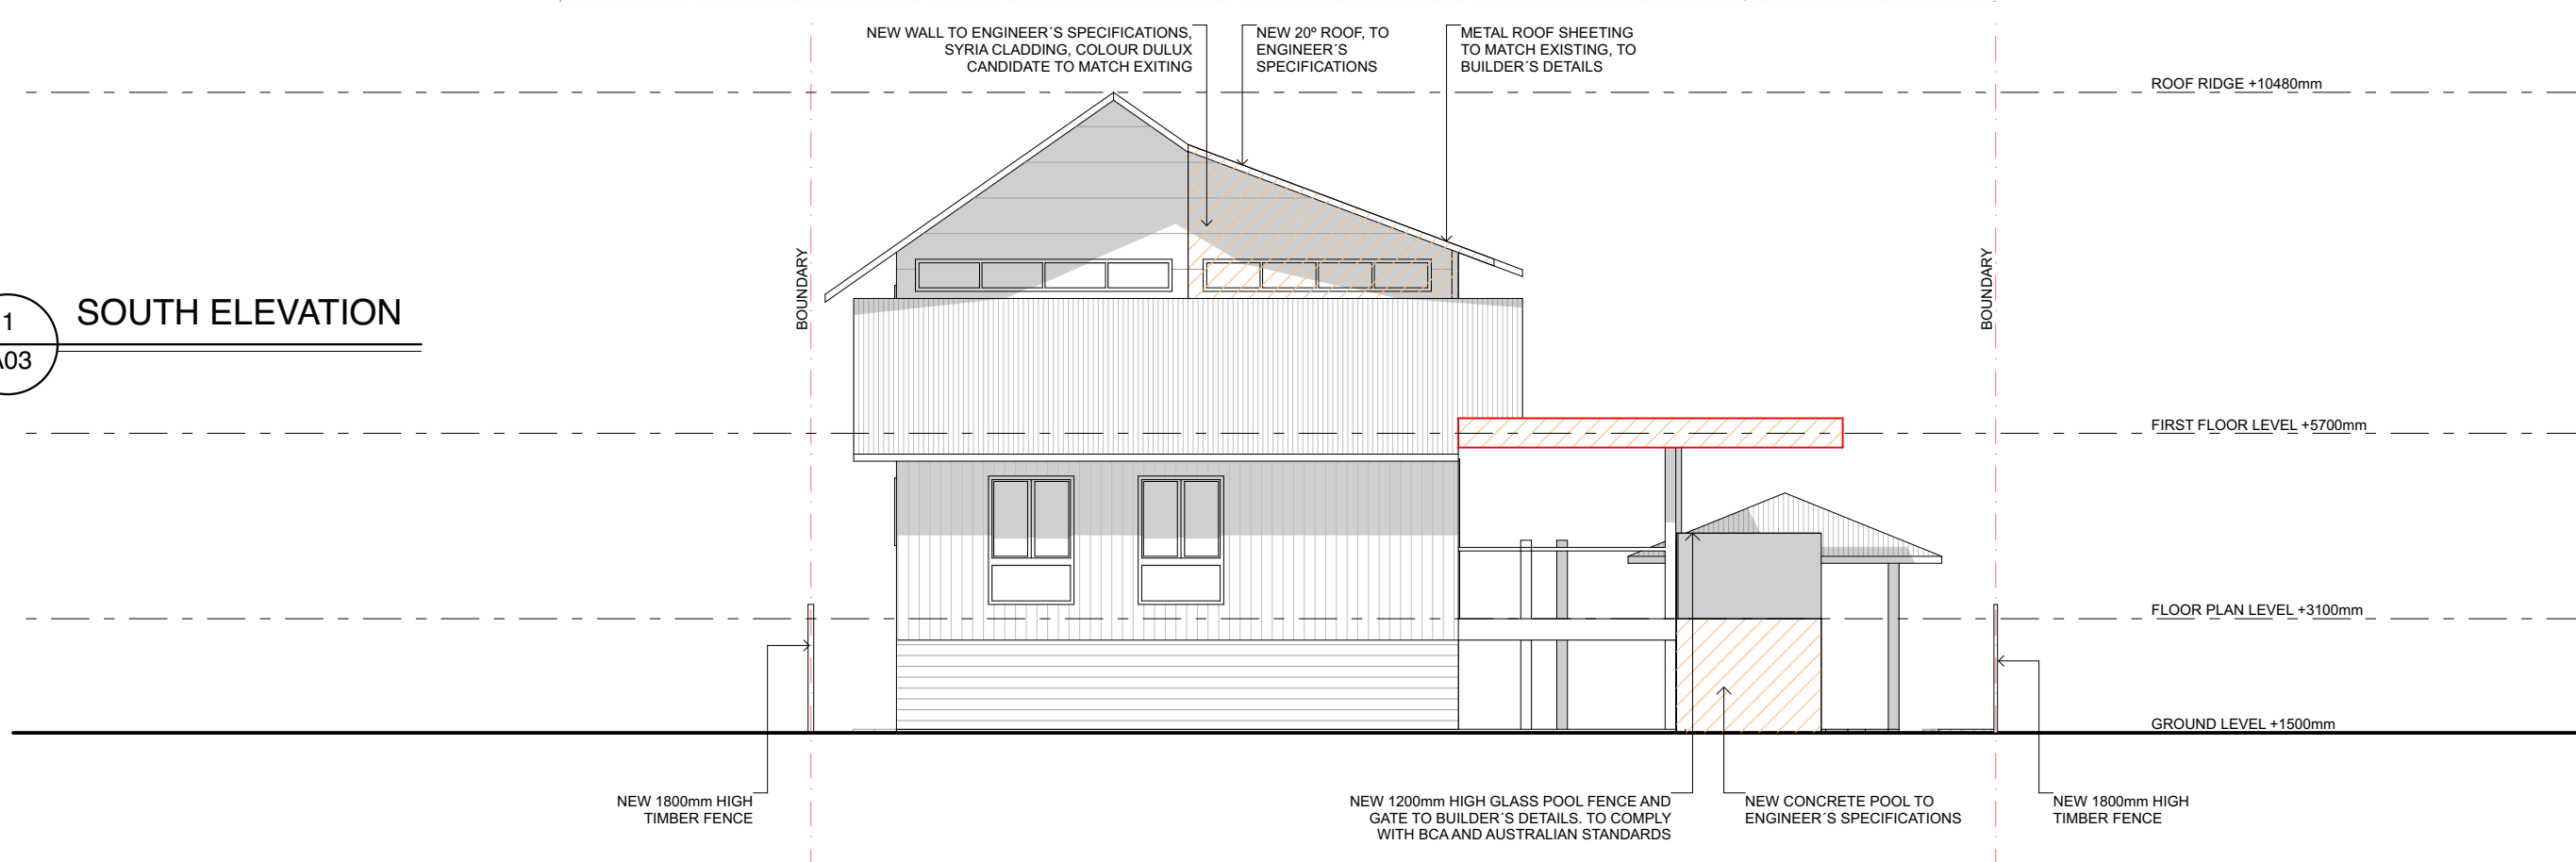 NEW WALL TO ENGINEER´S SPECIFICATIONS,
SYRIA CLADDING, COLOUR DULUX
CANDIDATE TO MATCH EXITING
NEW 20º ROOF, TO
ENGINEER´S
SPECIFICATIONS
METAL ROOF SHEETING
TO MATCH EXISTING, TO
BUILDER´S DETAILS
ROOF RIDGE +10480mm
BOUNDARY
BOUNDARY
1
A03
SOUTH ELEVATION
FIRST FLOOR LEVEL +5700mm
FLOOR PLAN LEVEL +3100mm
GROUND LEVEL +1500mm
NEW 1800mm HIGH
TIMBER FENCE
NEW 1200mm HIGH GLASS POOL FENCE AND
GATE TO BUILDER´S DETAILS. TO COMPLY
WITH BCA AND AUSTRALIAN STANDARDS
NEW CONCRETE POOL TO
ENGINEER´S SPECIFICATIONS
NEW 1800mm HIGH
TIMBER FENCE